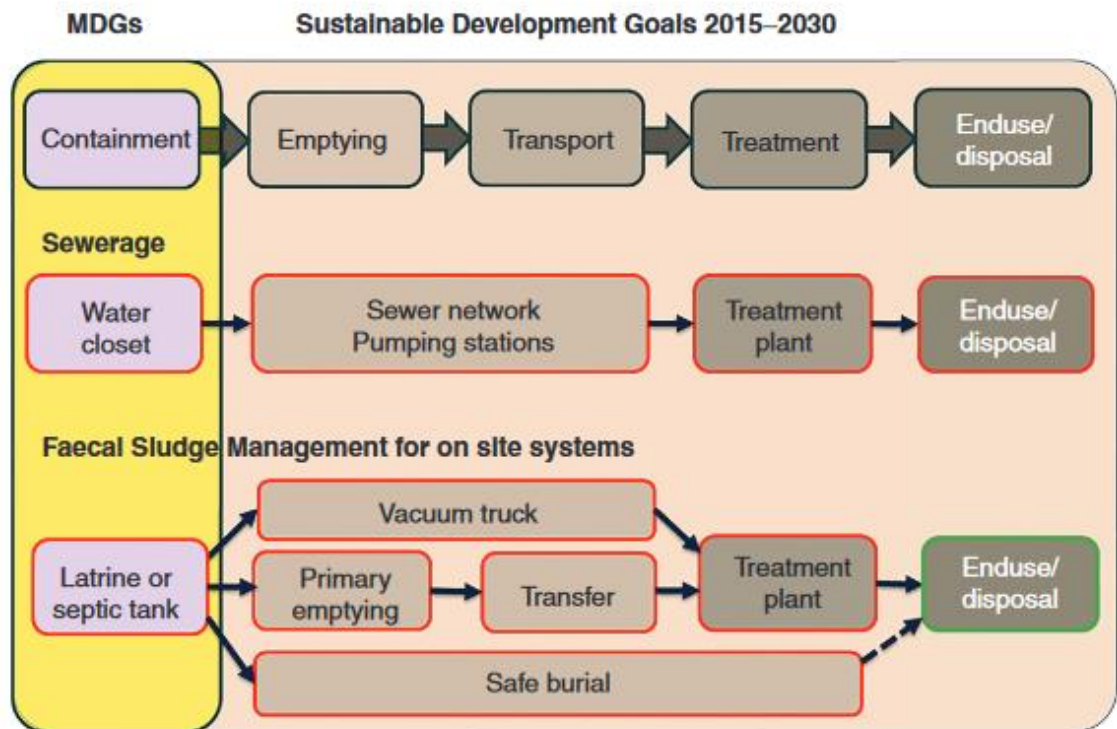 MDGs
Sustainable Development Goals 2015–2030
Containment
Emptying
Transport
Treatment
Enduse/
disposal
Sewerage
Water
closet
Sewer network
Pumping stations
Treatment
plant
Enduse/
disposal
Faecal Sludge Management for on site systems
Vacuum truck
Latrine or
septic tank
Primary
emptying
Transfer
Treatment
plant
Enduse/
disposal
Safe burial